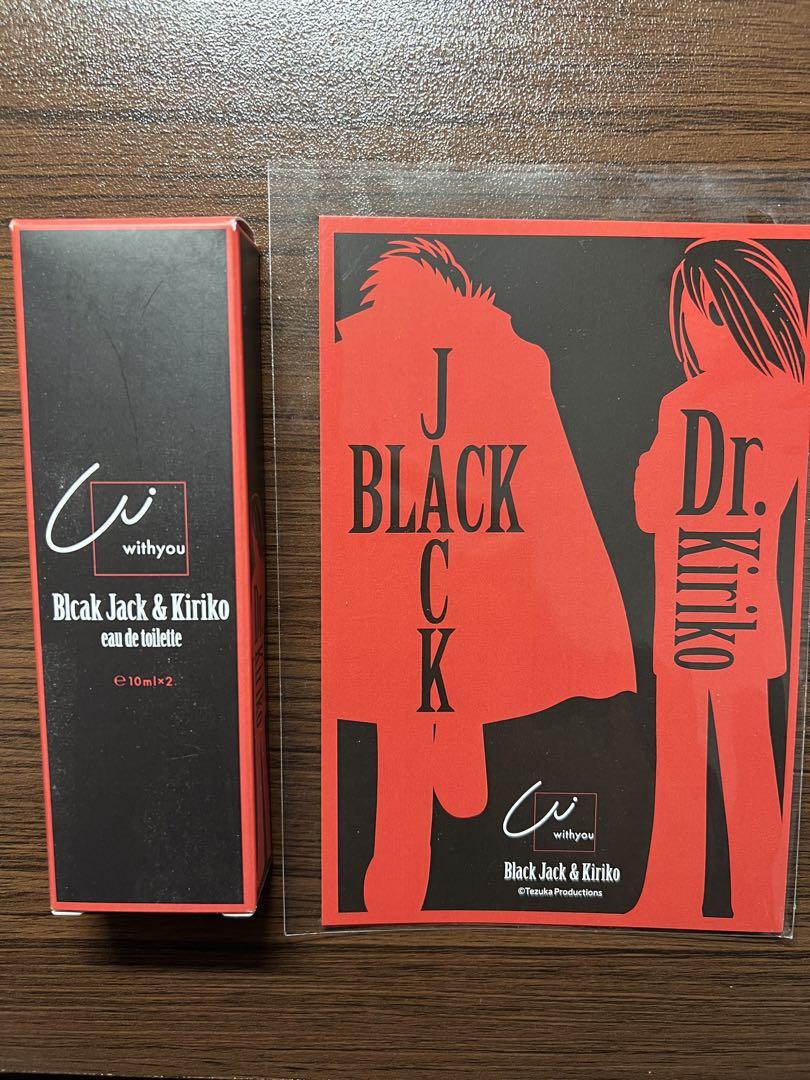 withyou
Blcak Jack & Kiriko
eau de toilette
℮10ml×2
BLACK
JACK
Dr.
Kiriko
withyou
Black Jack & Kiriko
©Tezuka Productions